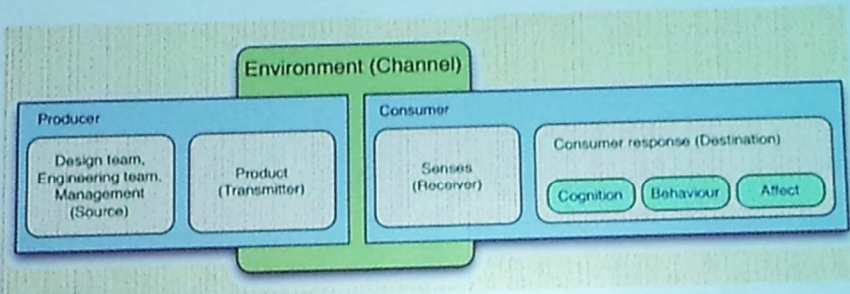 Environment (Channel)
Producer
Design team,
Engineering team,
Management
(Source)
Product
(Transmitter)
Consumer
Senses
(Receiver)
Consumer response (Destination)
Cognition
Behaviour
Affect